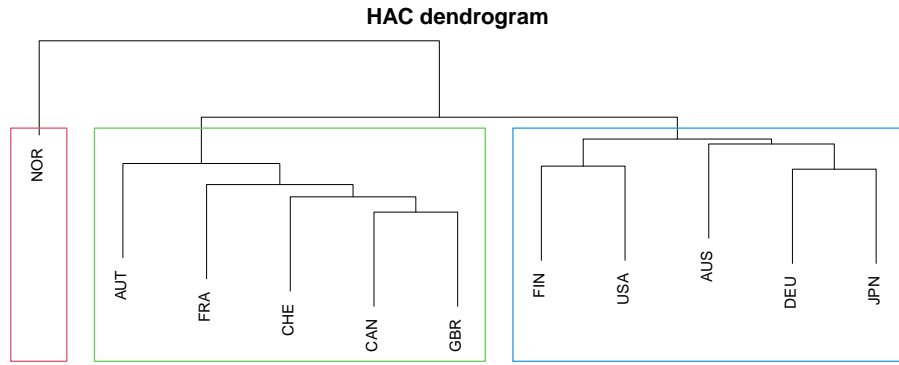 HAC dendrogram
NOR
AUT
FRA
CHE
CAN
GBR
FIN
USA
AUS
DEU
JPN